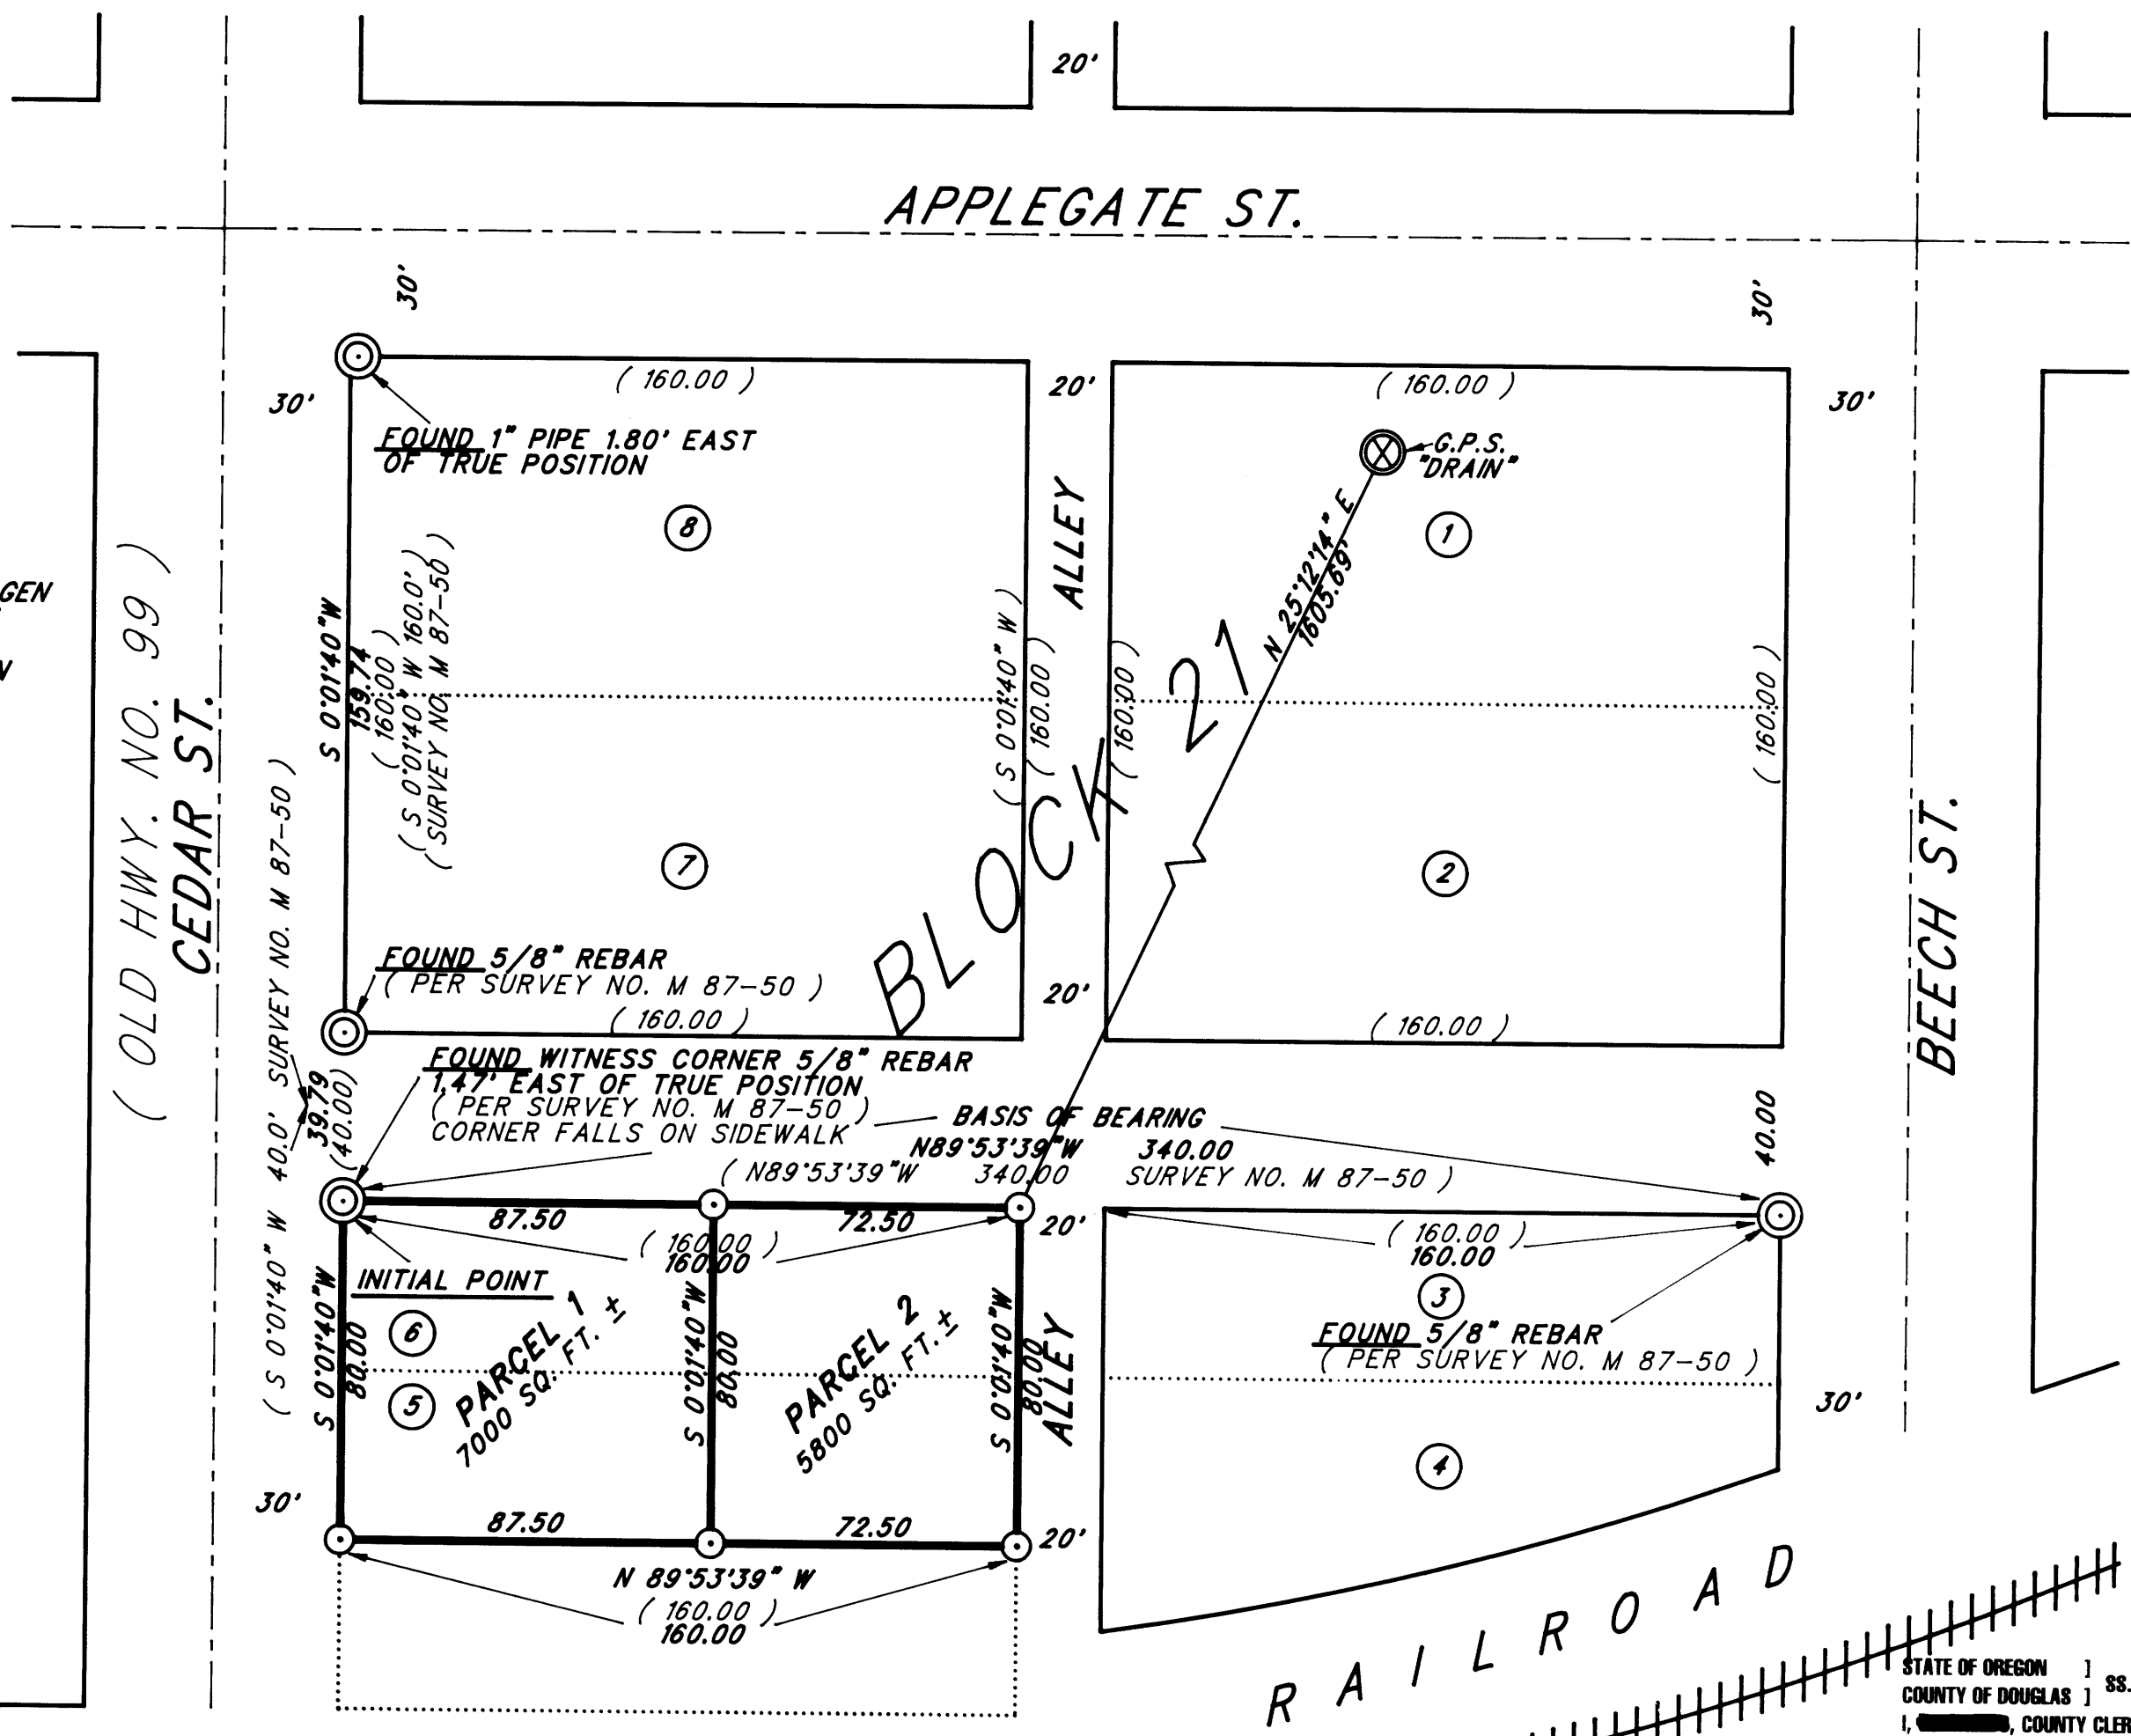 20'
APPLEGATE ST.
30'
30'
30'
( 160.00 )
20'
( 160.00 )
30'
FOUND 1" PIPE 1.80' EAST
OF TRUE POSITION
G.P.S.
"DRAIN"
8
1
ALLEY
N 25°12'14" E
1605.69'
GEN
N
( OLD HWY. NO. 99 )
CEDAR ST.
S 0°01'40"W
159.74
( 160.00 )
( S 0°01'40" W 160.0' )
( SURVEY NO. M 87-50 )
( S 0°01'40" W )
( 160.00 )
( 160.00 )
( 160.00 )
BLOCK 21
7
2
BEECH ST.
FOUND 5/8" REBAR
( PER SURVEY NO. M 87-50 )
20'
( 160.00 )
( 160.00 )
( S 0°01'40" W 40.0' SURVEY NO. M 87-50 )
39.79
(40.00)
FOUND WITNESS CORNER 5/8" REBAR
1.47' EAST OF TRUE POSITION
( PER SURVEY NO. M 87-50 )
CORNER FALLS ON SIDEWALK
BASIS OF BEARING
N89°53'39"W 340.00
( N89°53'39"W 340.00 SURVEY NO. M 87-50 )
40.00
87.50
72.50
20'
( 160.00 )
160.00
( 160.00 )
160.00
INITIAL POINT
3
6
FOUND 5/8" REBAR
( PER SURVEY NO. M 87-50 )
S 0°01'40"W
80.00
PARCEL 1
7000 SQ. FT. ±
S 0°01'40"W
80.00
PARCEL 2
5800 SQ. FT. ±
S 0°01'40"W
80.00
ALLEY
5
30'
4
30'
87.50
72.50
20'
N 89°53'39" W
( 160.00 )
160.00
RAILROAD
STATE OF OREGON ]
COUNTY OF DOUGLAS ] SS.
I, , COUNTY CLER